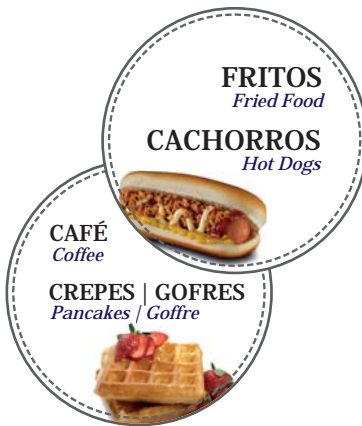 FRITOS
Fried Food
CACHORROS
Hot Dogs
CAFÉ
Coffee
CREPES | GOFRES
Pancakes | Goffre